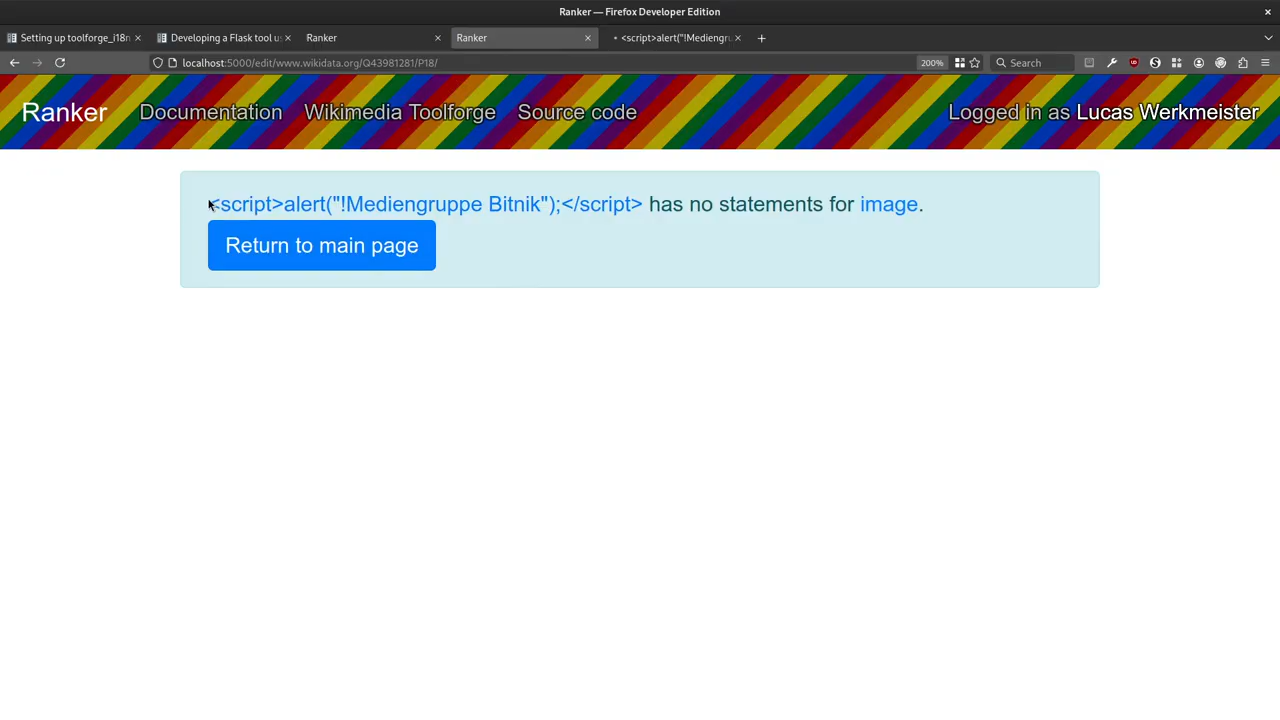 Ranker — Firefox Developer Edition
Setting up toolforge_i18n
Developing a Flask tool u
Ranker
Ranker
<script>alert("!Mediengru
localhost:5000/edit/www.wikidata.org/Q43981281/P18/
200%
Search
Ranker Documentation Wikimedia Toolforge Source code Logged in as Lucas Werkmeister
<script>alert("!Mediengruppe Bitnik");</script> has no statements for image.
Return to main page